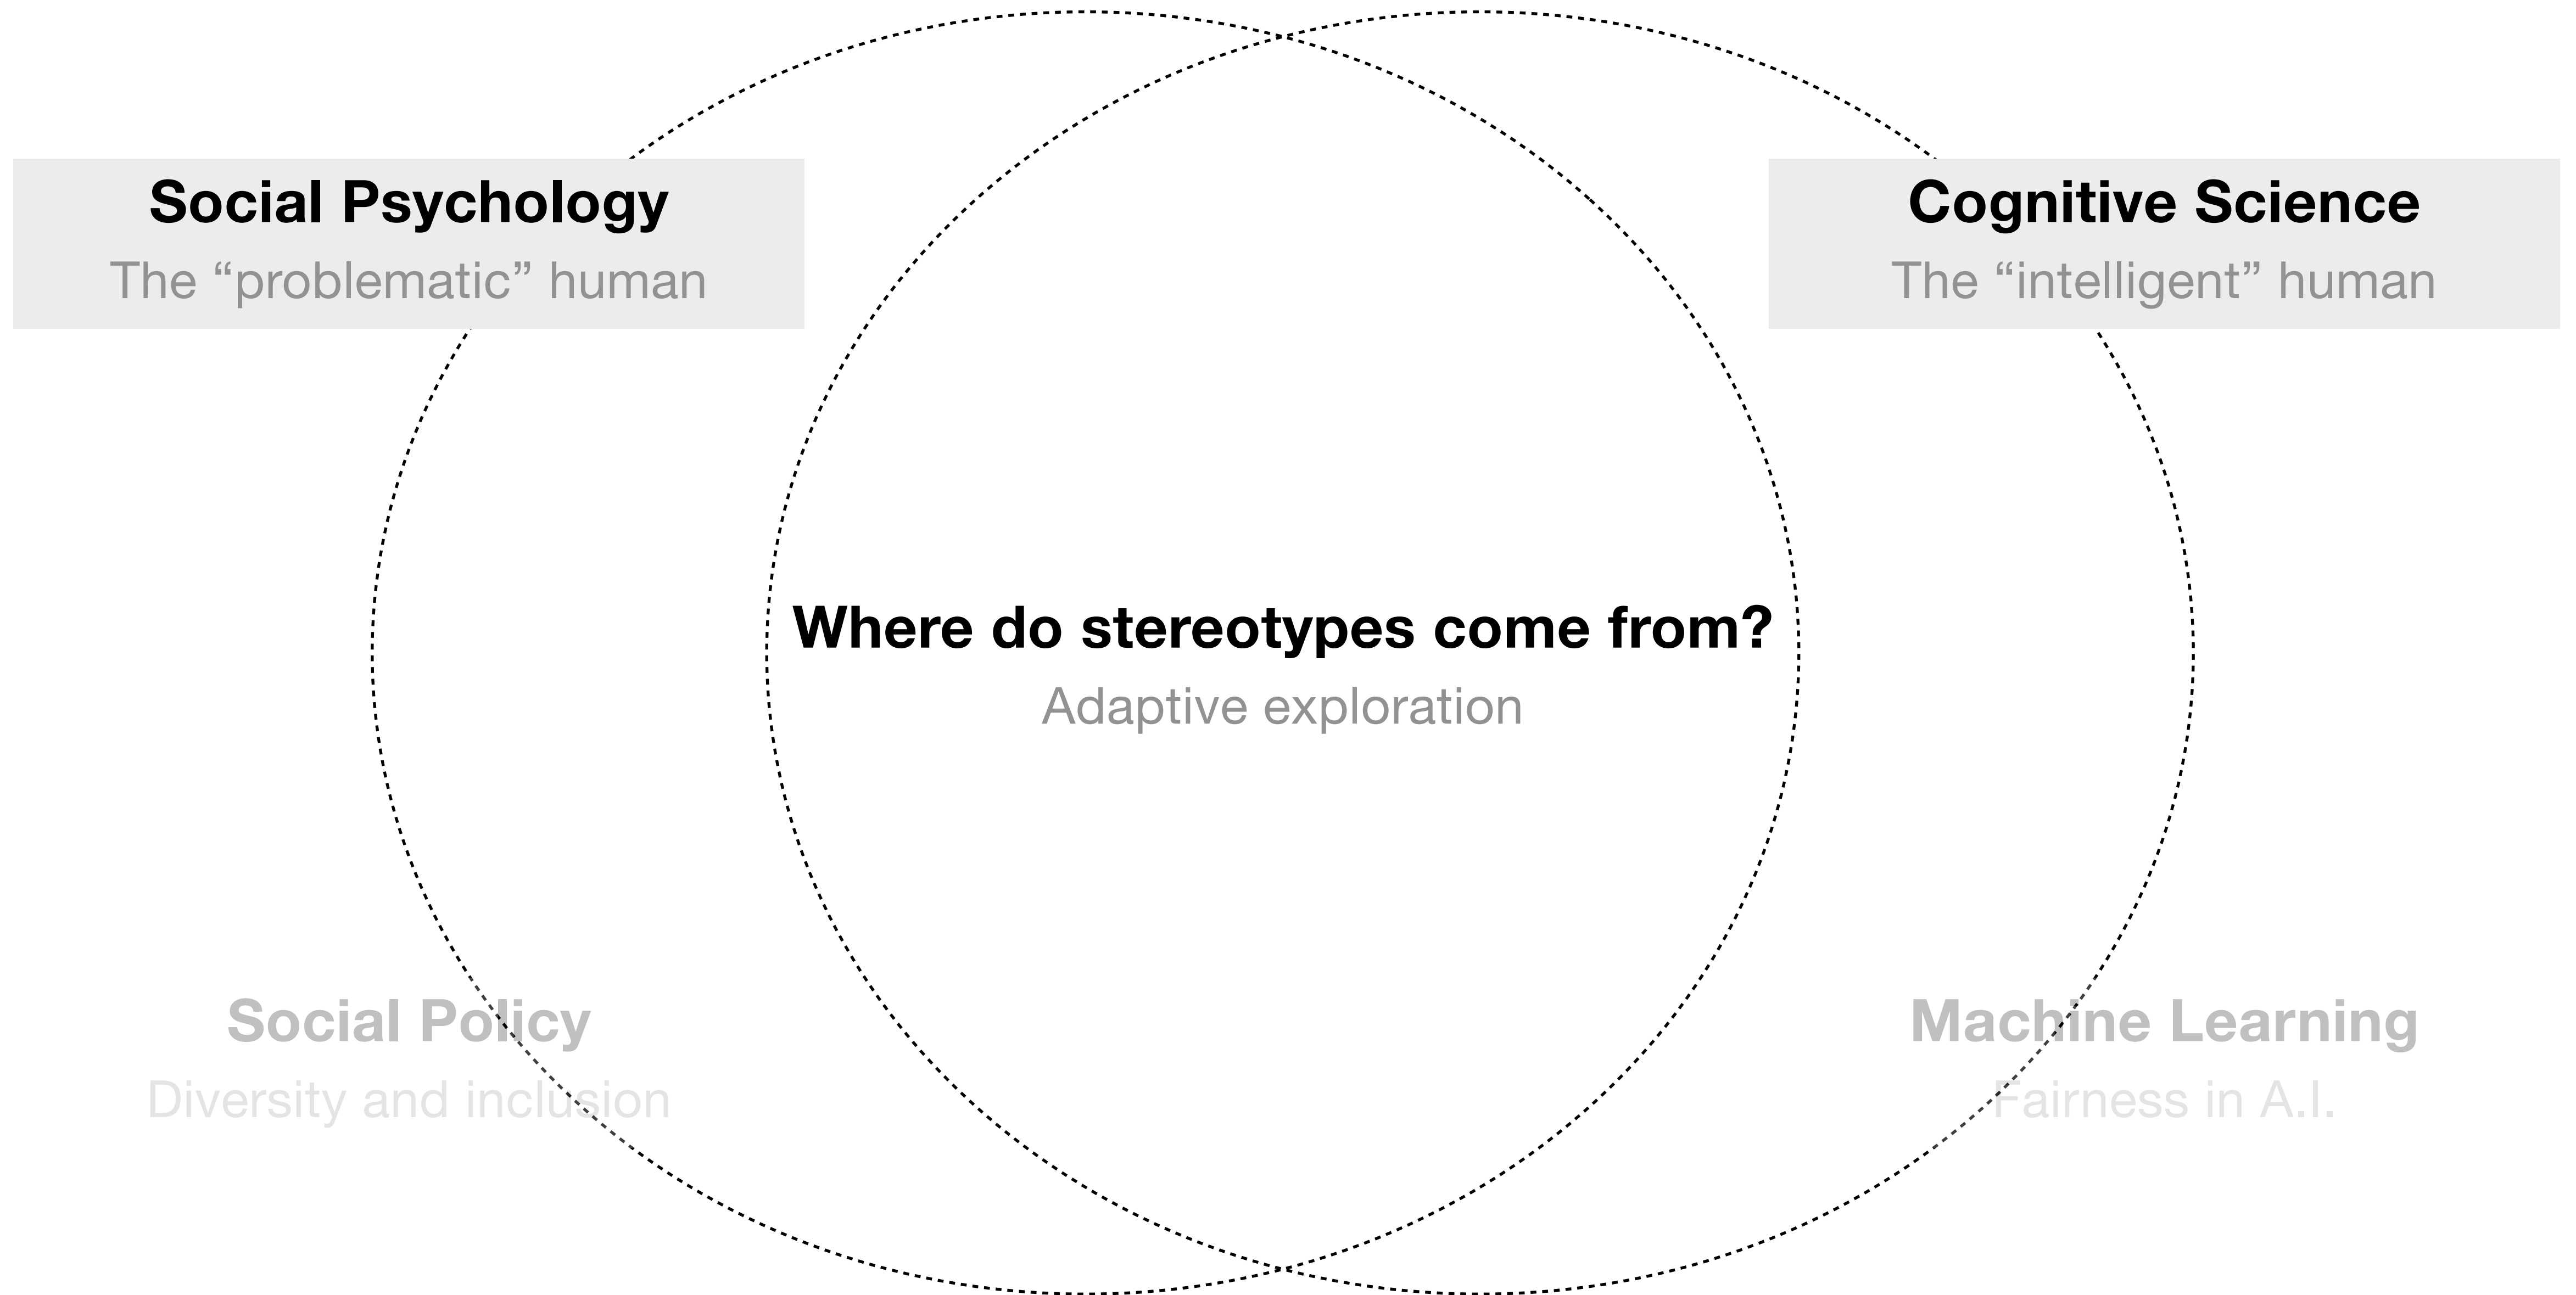 Social Psychology
The “problematic” human
Cognitive Science
The “intelligent” human
Where do stereotypes come from?
Adaptive exploration
Social Policy
Diversity and inclusion
Machine Learning
Fairness in A.I.